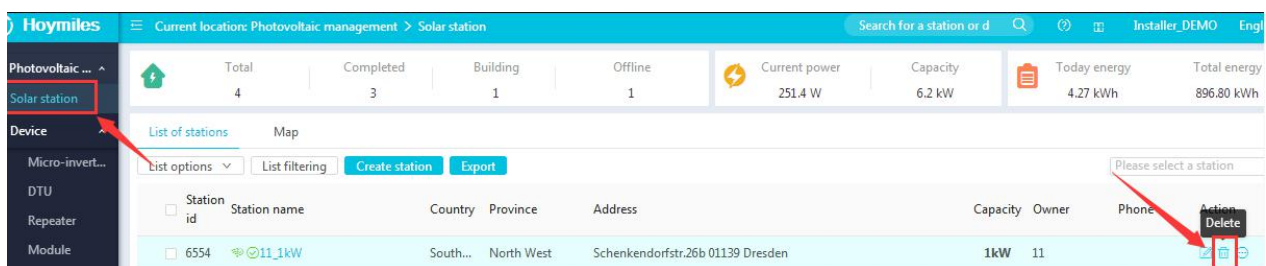 Hoymiles
Current location: Photovoltaic management > Solar station
Search for a station or d
Installer_DEMO
Engl
Photovoltaic ...
Solar station
Device
Micro-invert...
DTU
Repeater
Module
Total
Completed
Building
Offline
Current power
Capacity
Today energy
Total energy
4
3
1
1
251.4 W
6.2 kW
4.27 kWh
896.80 kWh
List of stations
Map
List options
List filtering
Create station
Export
Please select a station
Station id
Station name
Country
Province
Address
Capacity
Owner
Phone
Action
Delete
6554
11_1kW
South...
North West
Schenkendorfstr.26b 01139 Dresden
1kW
11